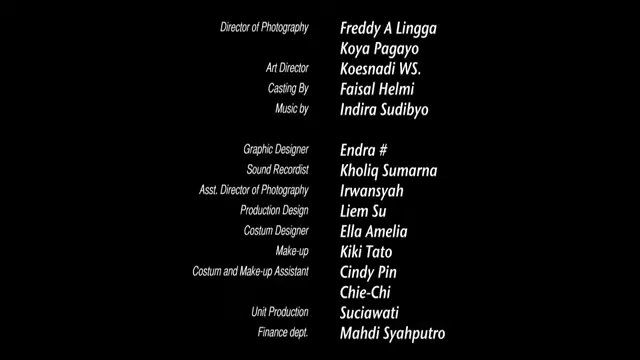 Director of Photography Freddy A Lingga
Koya Pagayo
Art Director Koesnadi WS.
Casting By Faisal Helmi
Music by Indira Sudibyo
Graphic Designer Endra #
Sound Recordist Kholiq Sumarna
Asst. Director of Photography Irwansyah
Production Design Liem Su
Costum Designer Ella Amelia
Make-up Kiki Tato
Costum and Make-up Assistant Cindy Pin
Chie-Chi
Unit Production Suciawati
Finance dept. Mahdi Syahputro